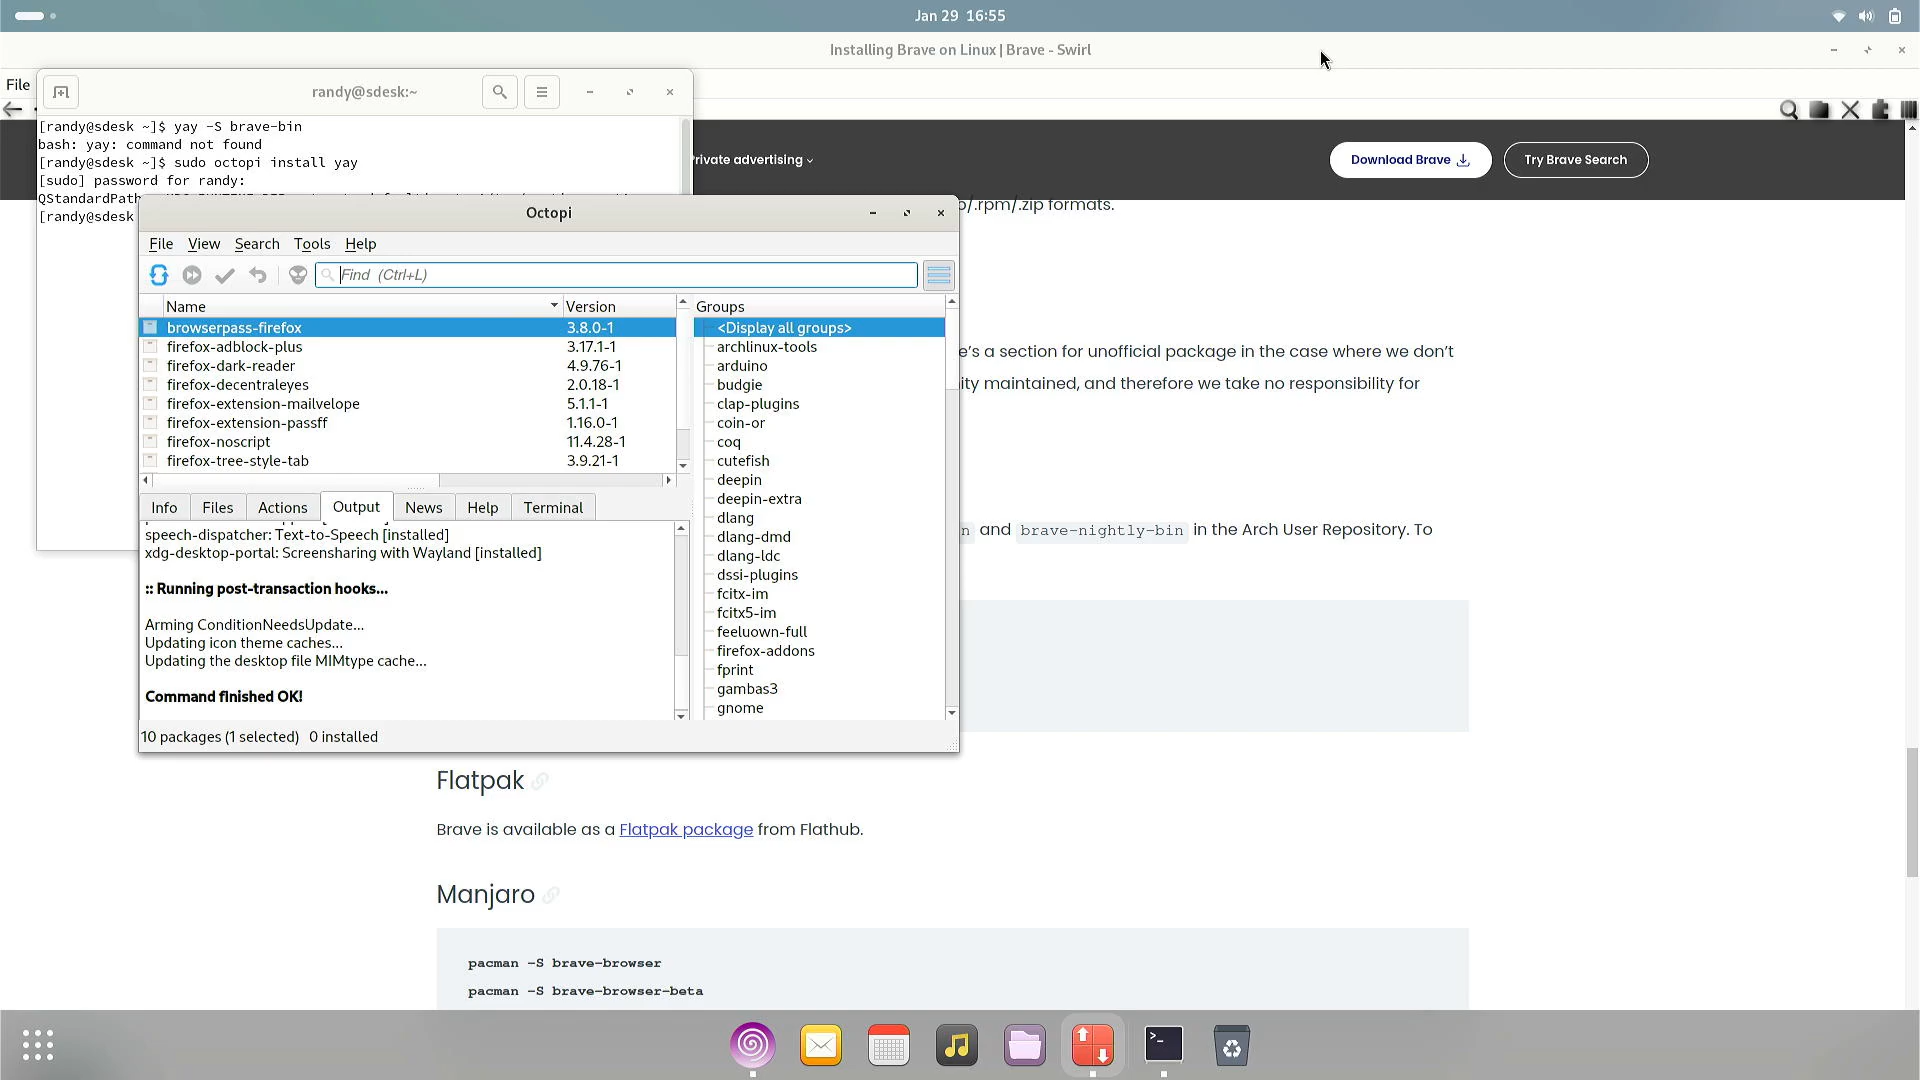 Jan 29 16:55
Installing Brave on Linux | Brave - Swirl
File
randy@sdesk:~
[randy@sdesk ~]$ yay -S brave-bin
bash: yay: command not found
[randy@sdesk ~]$ sudo octopi install yay
[sudo] password for randy:
QStandardPath
[randy@sdesk
Private advertising
Download Brave
Try Brave Search
/.rpm/.zip formats.
Octopi
File View Search Tools Help
Find (Ctrl+L)
Name Version
browserpass-firefox 3.8.0-1
firefox-adblock-plus 3.17.1-1
firefox-dark-reader 4.9.76-1
firefox-decentraleyes 2.0.18-1
firefox-extension-mailvelope 5.1.1-1
firefox-extension-passff 1.16.0-1
firefox-noscript 11.4.28-1
firefox-tree-style-tab 3.9.21-1
Groups
<Display all groups>
archlinux-tools
arduino
budgie
clap-plugins
coin-or
coq
cutefish
deepin
deepin-extra
dlang
dlang-dmd
dlang-ldc
dssi-plugins
fcitx-im
fcitx5-im
feeluown-full
firefox-addons
fprint
gambas3
gnome
Info Files Actions Output News Help Terminal
speech-dispatcher: Text-to-Speech [installed]
xdg-desktop-portal: Screensharing with Wayland [installed]
:: Running post-transaction hooks...
Arming ConditionNeedsUpdate...
Updating icon theme caches...
Updating the desktop file MIMtype cache...
Command finished OK!
10 packages (1 selected) 0 installed
e's a section for unofficial package in the case where we don't
ity maintained, and therefore we take no responsibility for
n and brave-nightly-bin in the Arch User Repository. To
Flatpak
Brave is available as a Flatpak package from Flathub.
Manjaro
pacman -S brave-browser
pacman -S brave-browser-beta